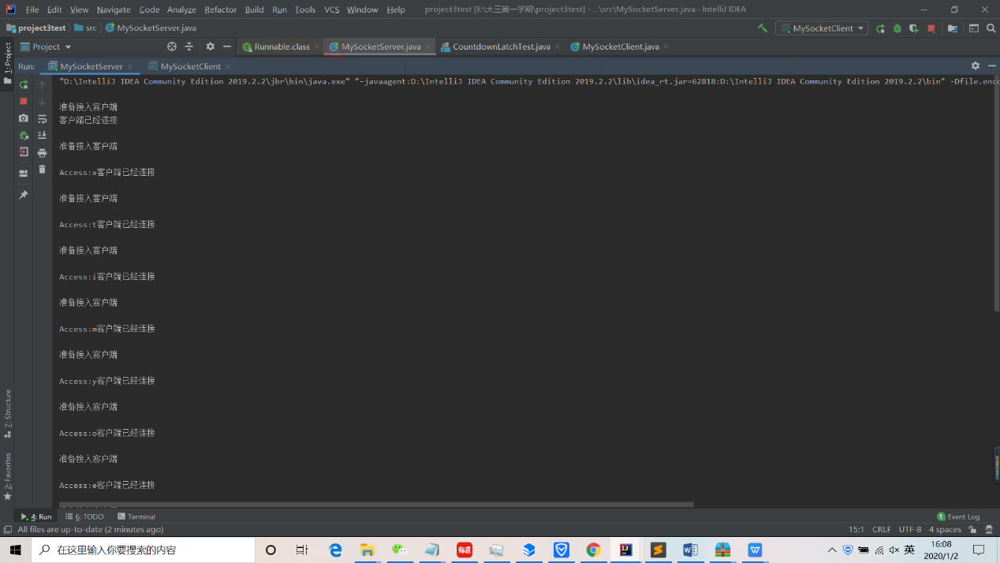 File Edit View Navigate Code Analyze Refactor Build Run Tools VCS Window Help project3test [E:\大三第一学期\project3test] - ...\src\MySocketServer.java - IntelliJ IDEA
project3test src MySocketServer.java MySocketClient
1: Project
Project Runnable.class MySocketServer.java CountdownLatchTest.java MySocketClient.java
Run: MySocketServer MySocketClient
"D:\IntelliJ IDEA Community Edition 2019.2.2\jbr\bin\java.exe" "-javaagent:D:\IntelliJ IDEA Community Edition 2019.2.2\lib\idea_rt.jar=62818:D:\IntelliJ IDEA Community Edition 2019.2.2\bin" -Dfile.enco
准备接入客户端
客户端已经连接
准备接入客户端
Access:x客户端已经连接
准备接入客户端
Access:t客户端已经连接
准备接入客户端
Access:i客户端已经连接
准备接入客户端
Access:m客户端已经连接
准备接入客户端
Access:y客户端已经连接
准备接入客户端
Access:o客户端已经连接
准备接入客户端
Access:e客户端已经连接
Z: Structure
2: Favorites
4: Run 6: TODO Terminal 1 Event Log
All files are up-to-date (2 minutes ago) 15:1 CRLF UTF-8 4 spaces
在这里输入你要搜索的内容 有道 英 16:08
2020/1/2